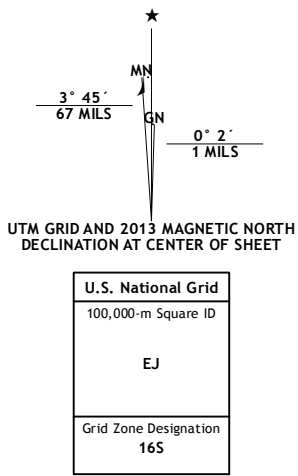 ★
MN
3° 45´
67 MILS
GN
0° 2´
1 MILS
UTM GRID AND 2013 MAGNETIC NORTH
DECLINATION AT CENTER OF SHEET
U.S. National Grid
100,000-m Square ID
EJ
Grid Zone Designation
16S